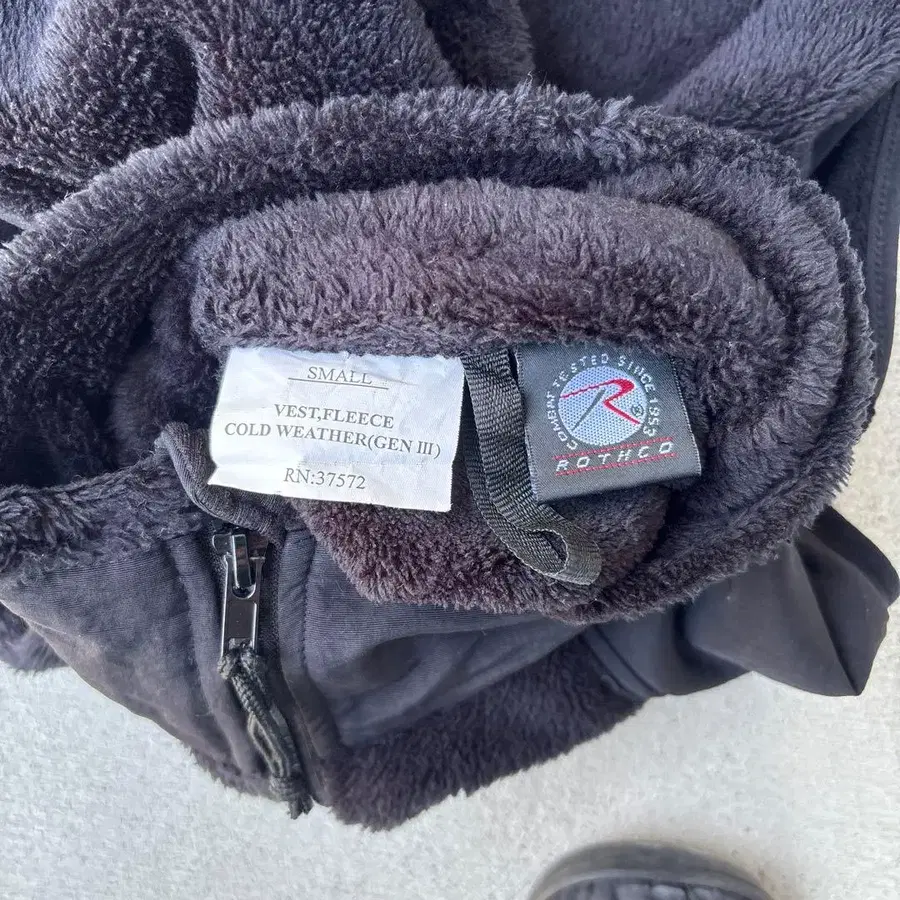 SMALL
VEST,FLEECE
COLD WEATHER(GEN III)
RN:37572
COMBAT TESTED SINCE 1953
R
®
ROTHCO